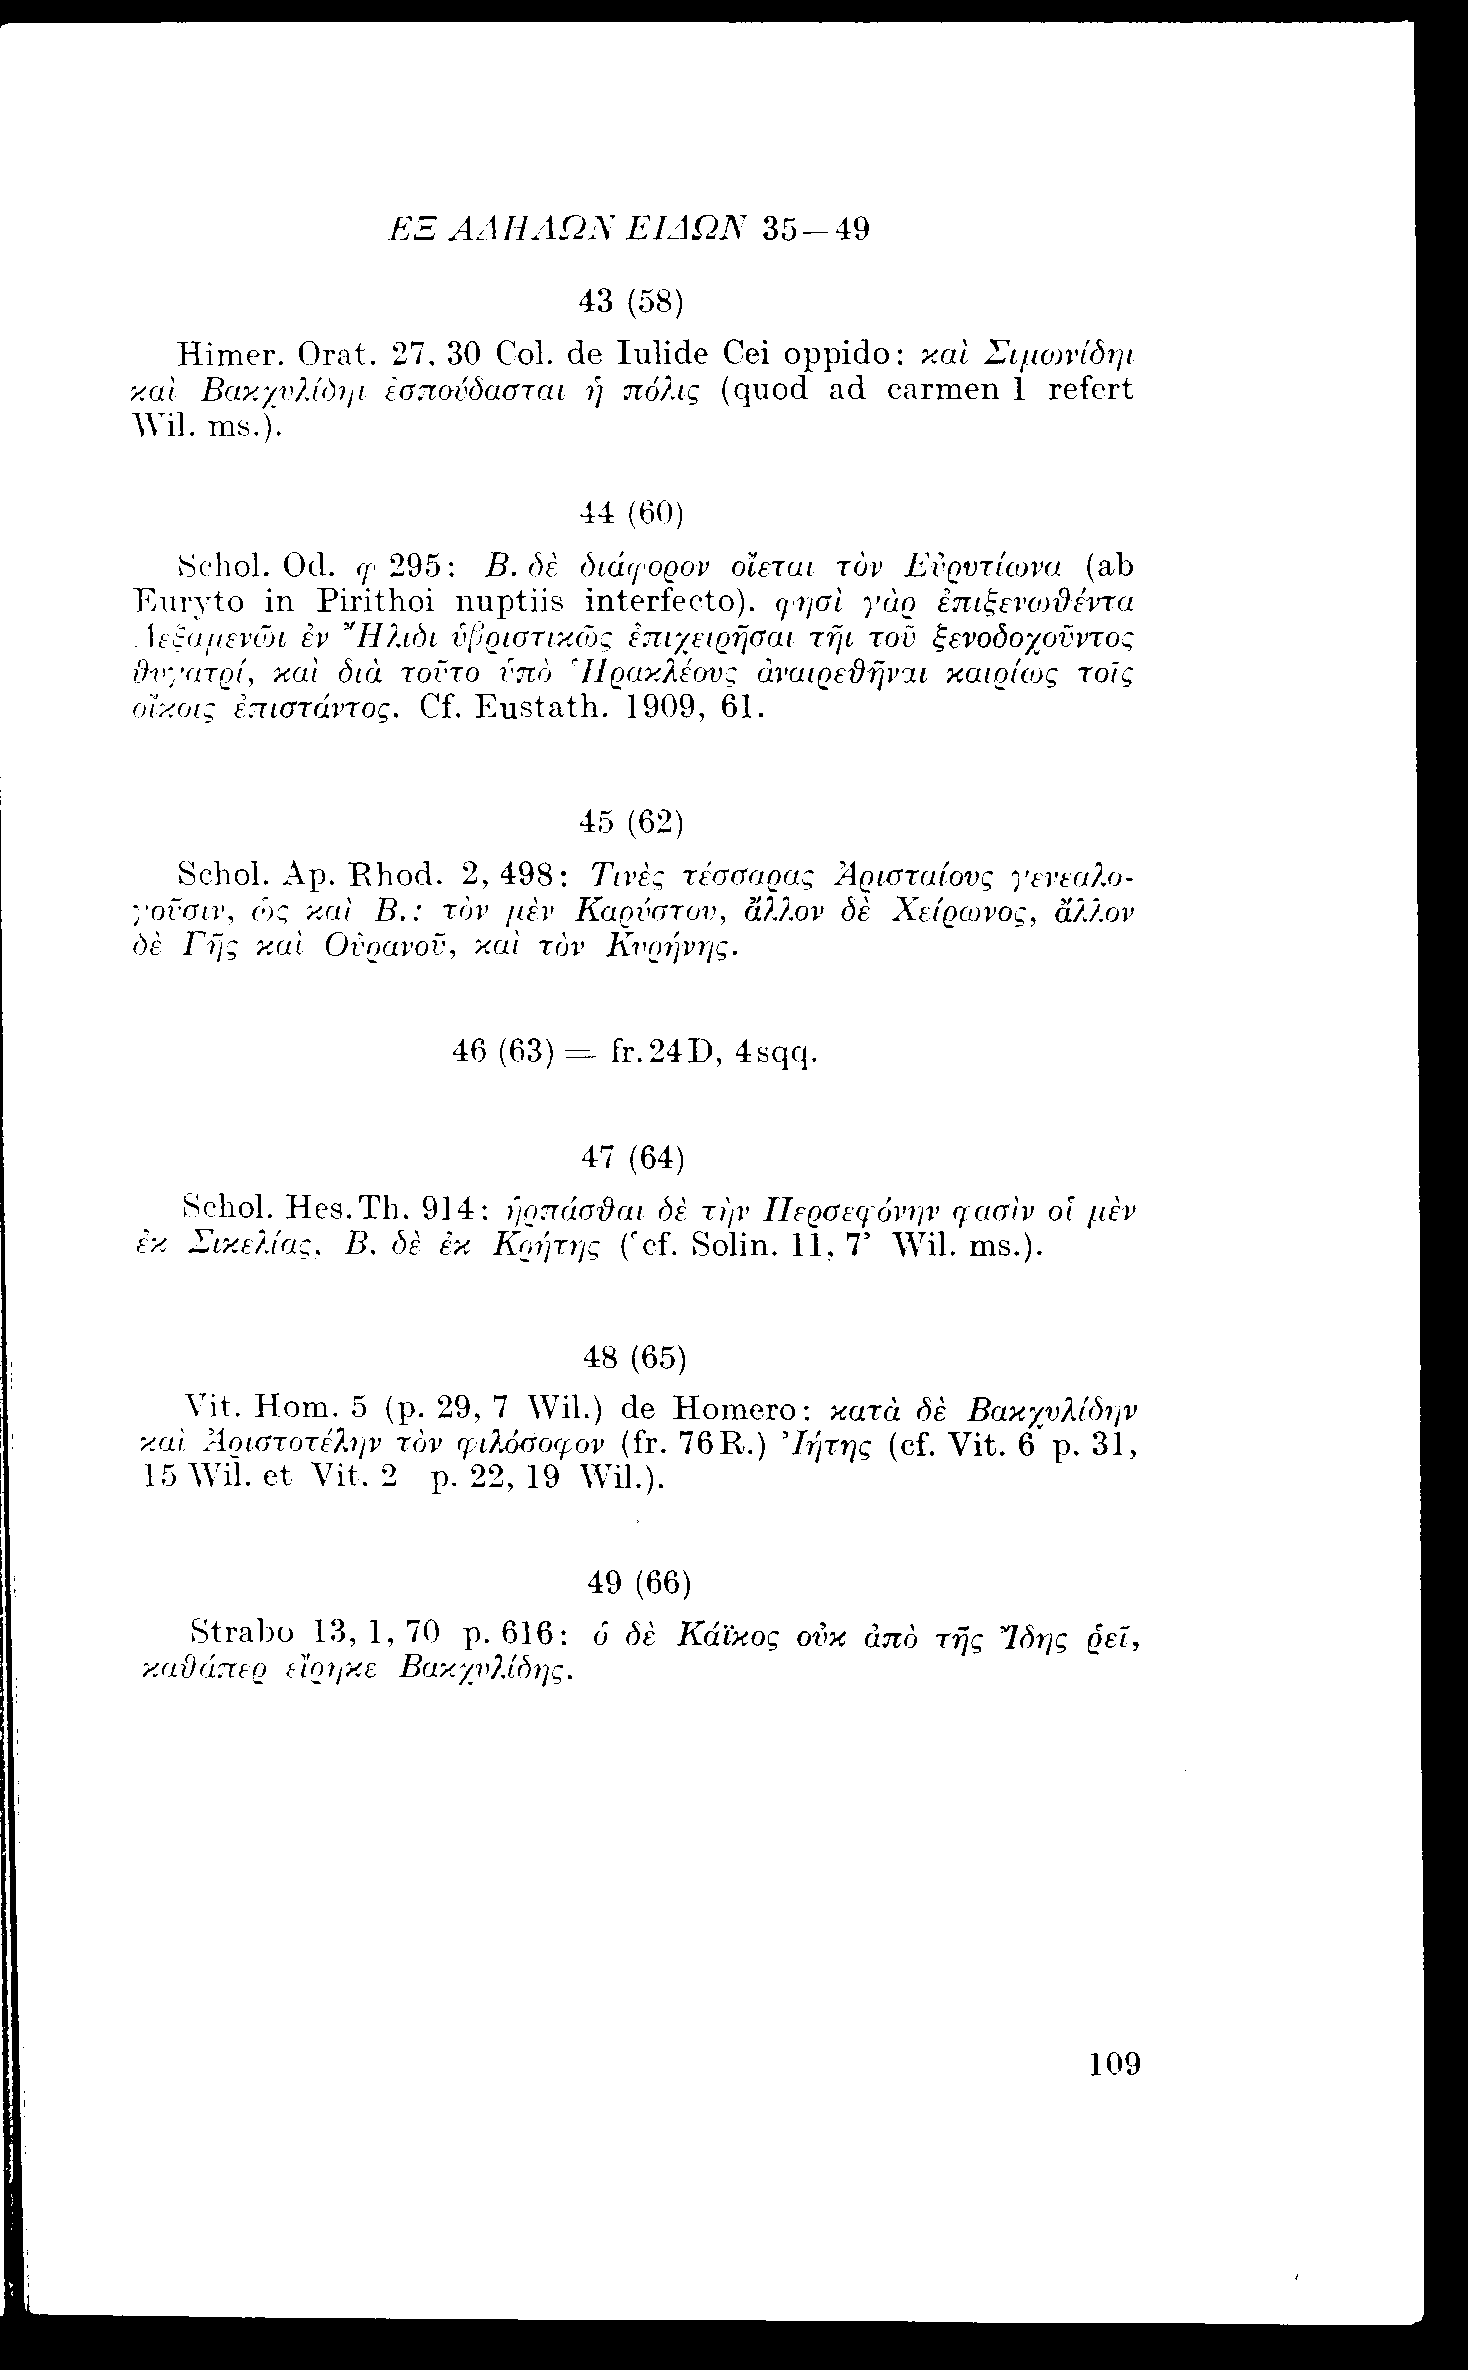 ΕΞ ΑΔΗΛΩΝ ΕΙΔΩΝ 35—49
43 (58)
Himer. Orat. 27, 30 Col. de Iulide Cei oppido: καὶ Σιμωνίδηι
καὶ Βακχυλίδηι ἐσπούδασται ἡ πόλις (quod ad carmen 1 refert
Wil. ms.).
44 (60)
Schol. Od. φ 295: Β. δὲ διάφορον οἴεται τὸν Εὐρυτίωνα (ab
Euryto in Pirithoi nuptiis interfecto). φησὶ γὰρ ἐπιξενωθέντα
Δεξαμενῶι ἐν Ἤλιδι ὑβριστικῶς ἐπιχειρῆσαι τῆι τοῦ ξενοδοχοῦντος
θυγατρί, καὶ διὰ τοῦτο ὑπὸ Ἡρακλέους ἀναιρεθῆναι καιρίως τοῖς
οἴκοις ἐπιστάντος. Cf. Eustath. 1909, 61.
45 (62)
Schol. Ap. Rhod. 2, 498: Τινὲς τέσσαρας Ἀρισταίους γενεαλο-
γοῦσιν, ὡς καὶ Β.: τὸν μὲν Καρύστου, ἄλλον δὲ Χείρωνος, ἄλλον
δὲ Γῆς καὶ Οὐρανοῦ, καὶ τὸν Κυρήνης.
46 (63) = fr. 24 D, 4 sqq.
47 (64)
Schol. Hes. Th. 914: ἡρπάσθαι δὲ τὴν Περσεφόνην φασὶν οἱ μὲν
ἐκ Σικελίας, Β. δὲ ἐκ Κρήτης (‘cf. Solin. 11, 7’ Wil. ms.).
48 (65)
Vit. Hom. 5 (p. 29, 7 Wil.) de Homero: κατὰ δὲ Βακχυλίδην
καὶ Ἀριστοτέλην τὸν φιλόσοφον (fr. 76 R.) Ἰήτης (cf. Vit. 6 p. 31,
15 Wil. et Vit. 2 p. 22, 19 Wil.).
49 (66)
Strabo 13, 1, 70 p. 616: ὁ δὲ Κάϊκος οὐκ ἀπὸ τῆς Ἴδης ῥεῖ,
καθάπερ εἴρηκε Βακχυλίδης.
109